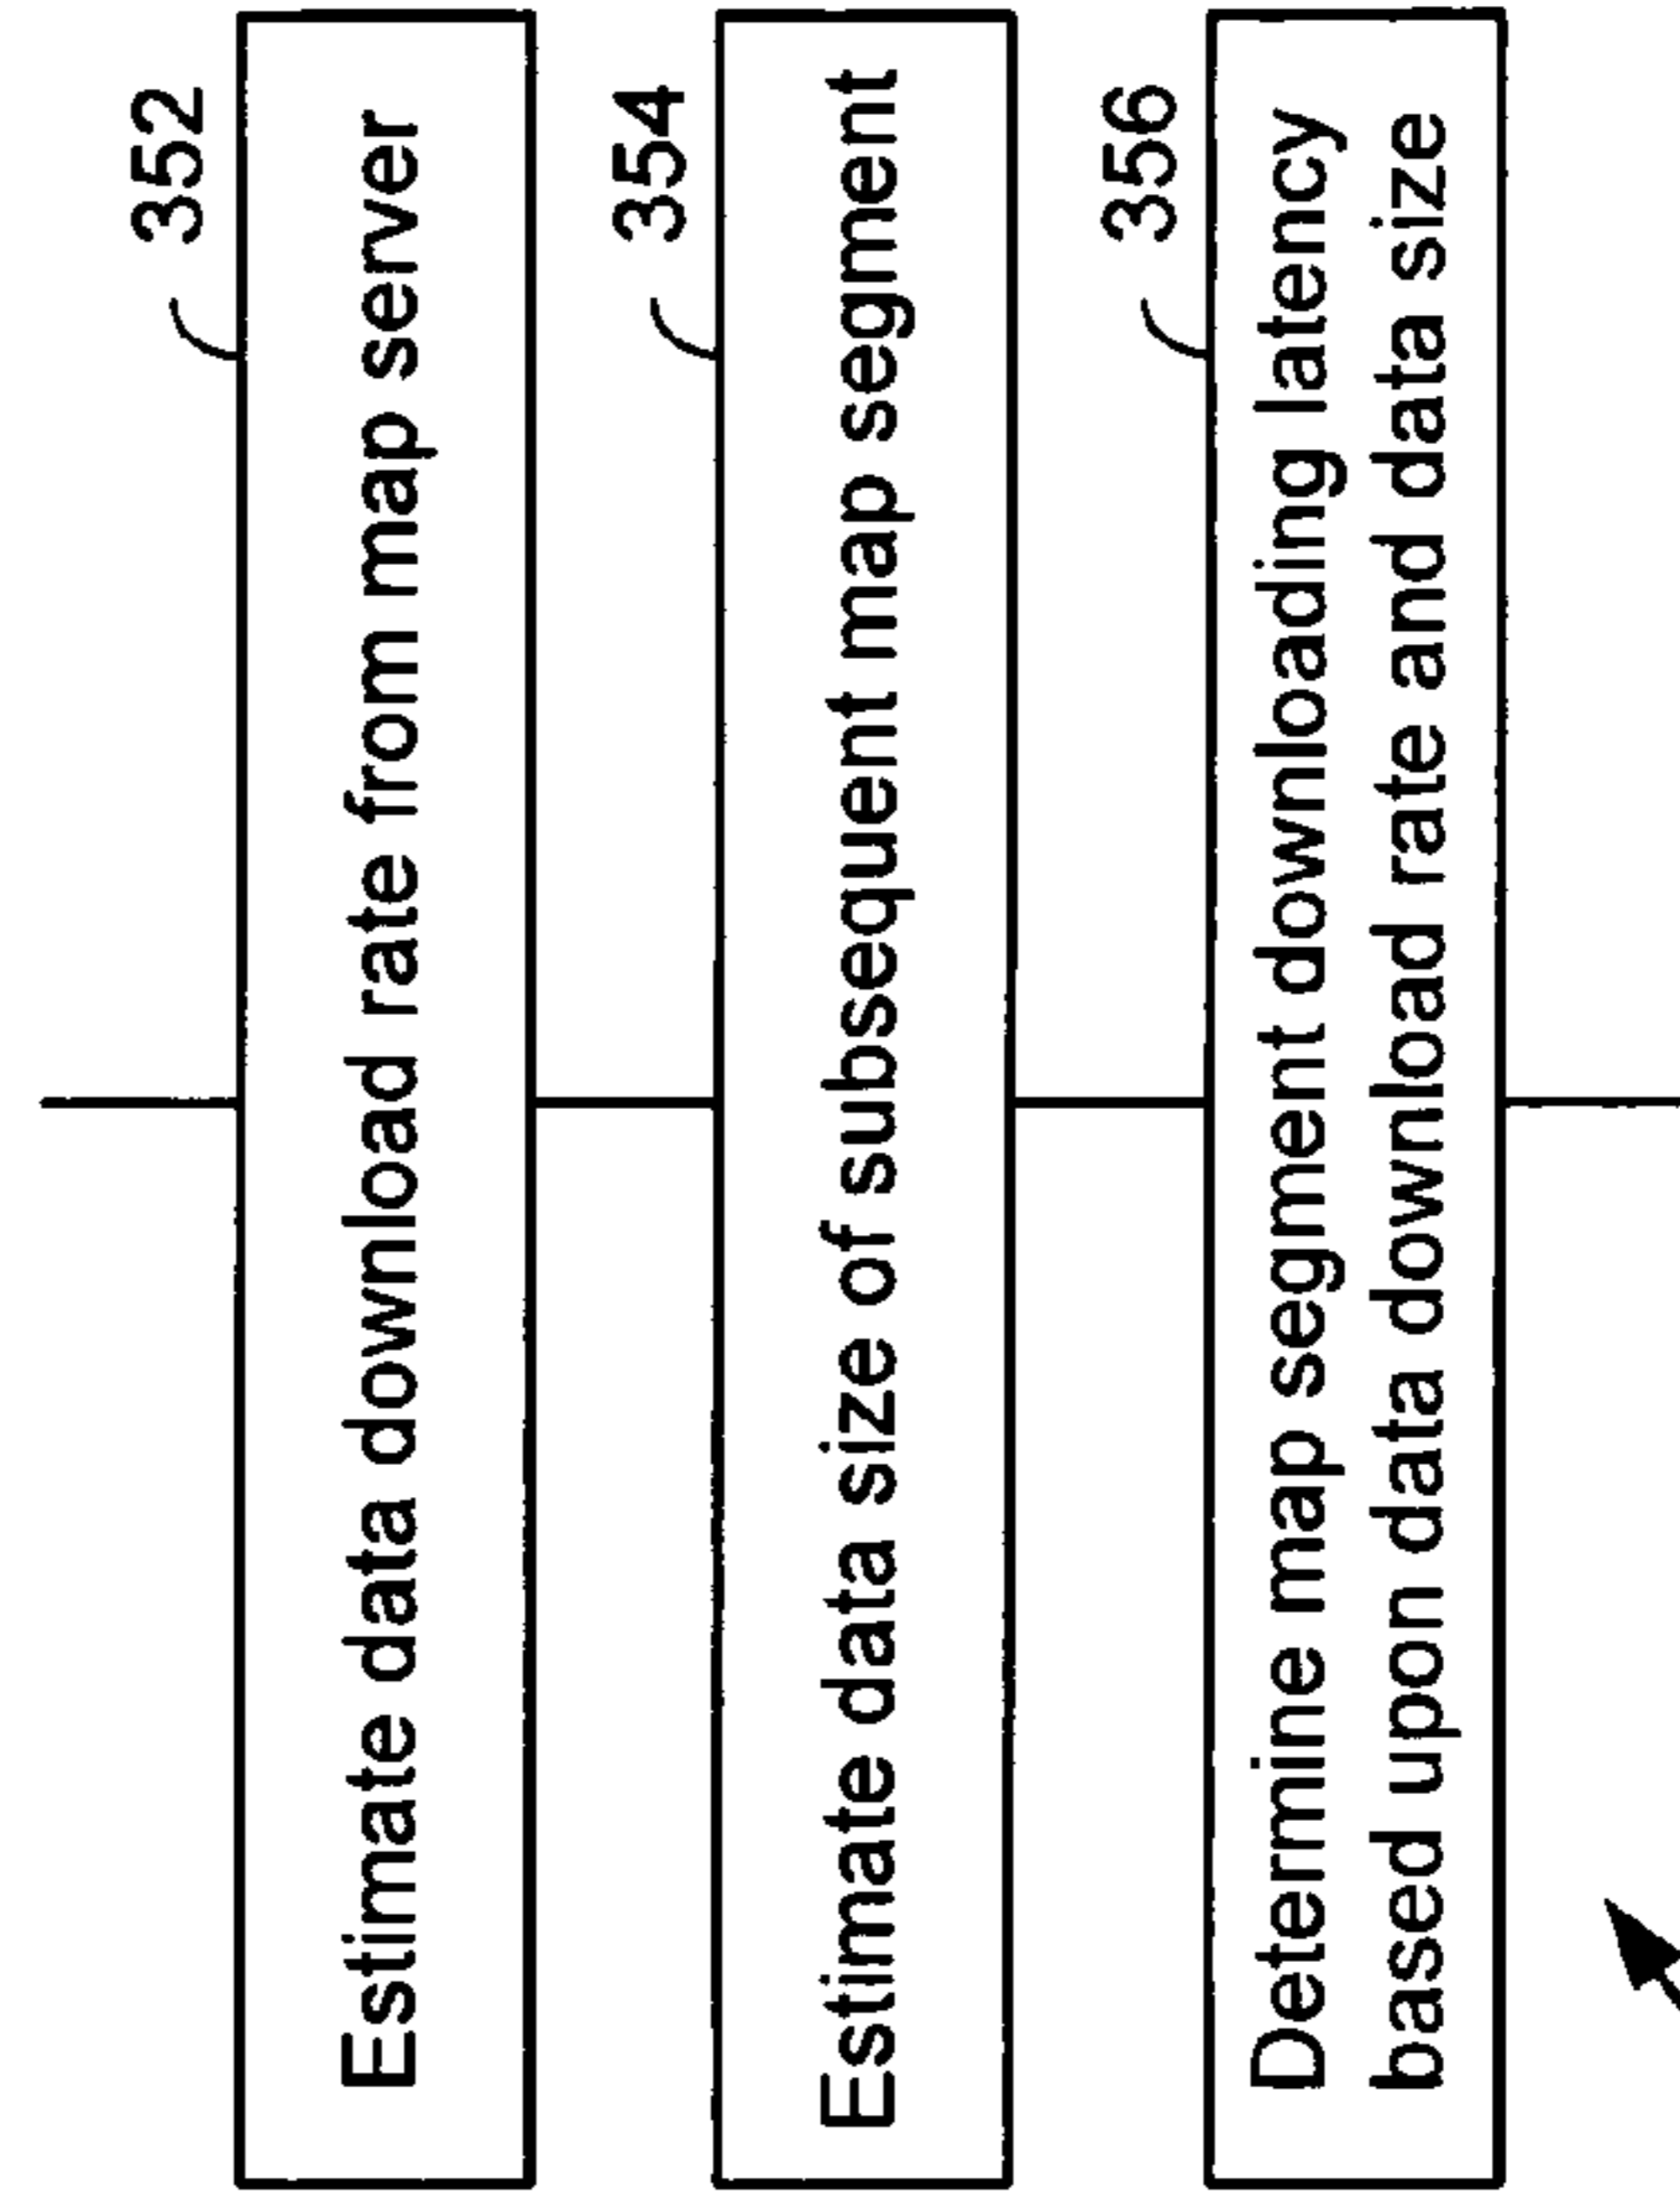 352
Estimate data download rate from map server
354
Estimate data size of subsequent map segment
356
Determine map segment downloading latency
based upon data download rate and data size